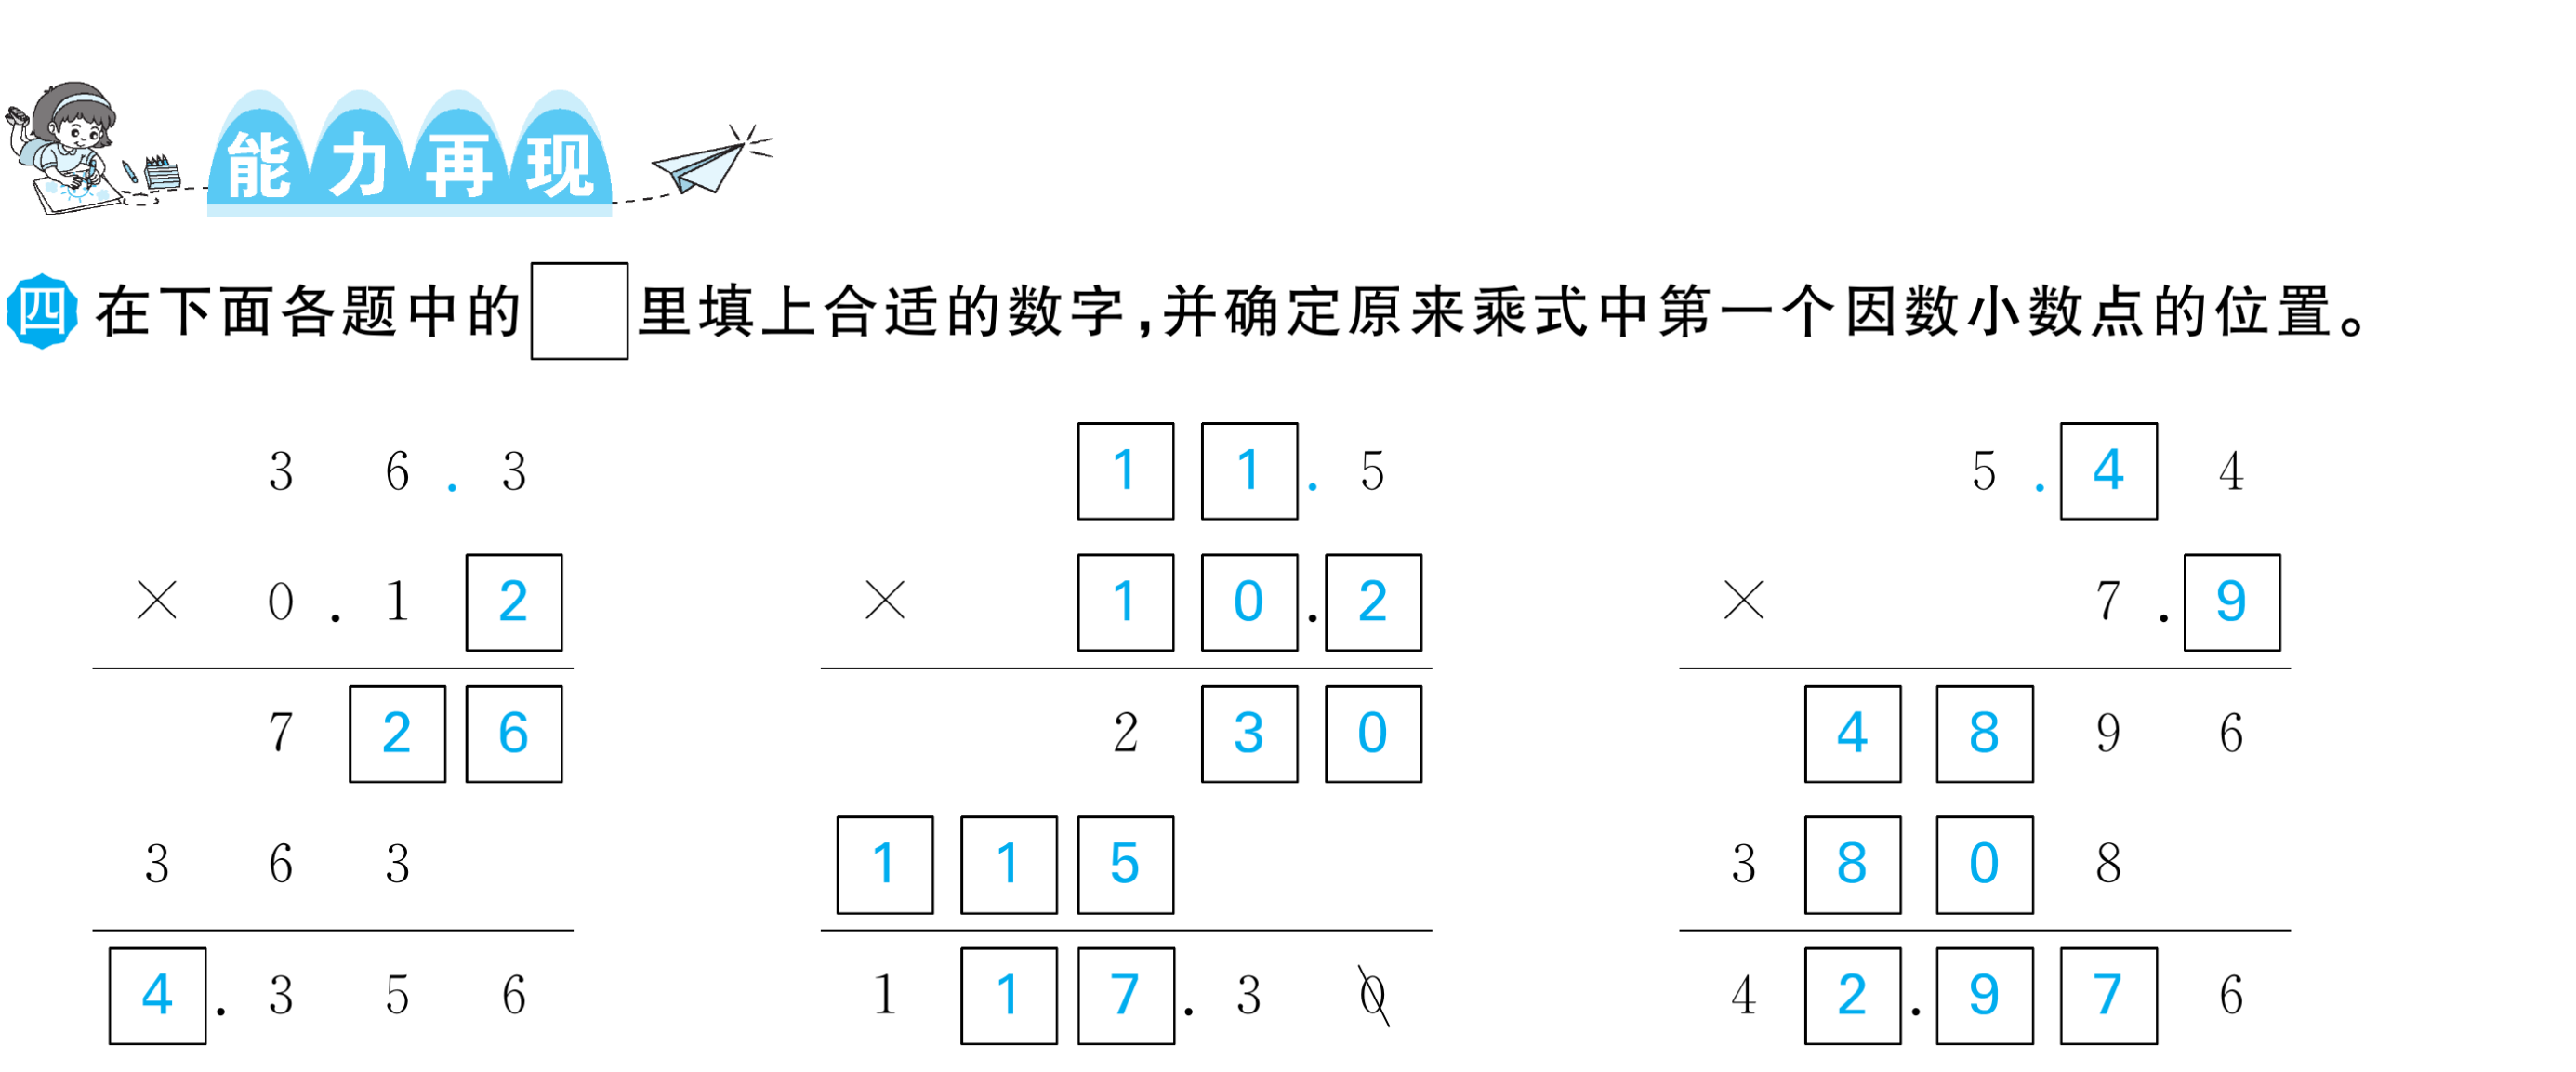 能力再现
四 在下面各题中的□里填上合适的数字,并确定原来乘式中第一个因数小数点的位置。
3 6 . 3
× 0 . 1 2
7 2 6
3 6 3
4 . 3 5 6
1 1 . 5
× 1 0 . 2
2 3 0
1 1 5
1 1 7 . 3 0
5 . 4 4
× 7 . 9
4 8 9 6
3 8 0 8
4 2 . 9 7 6